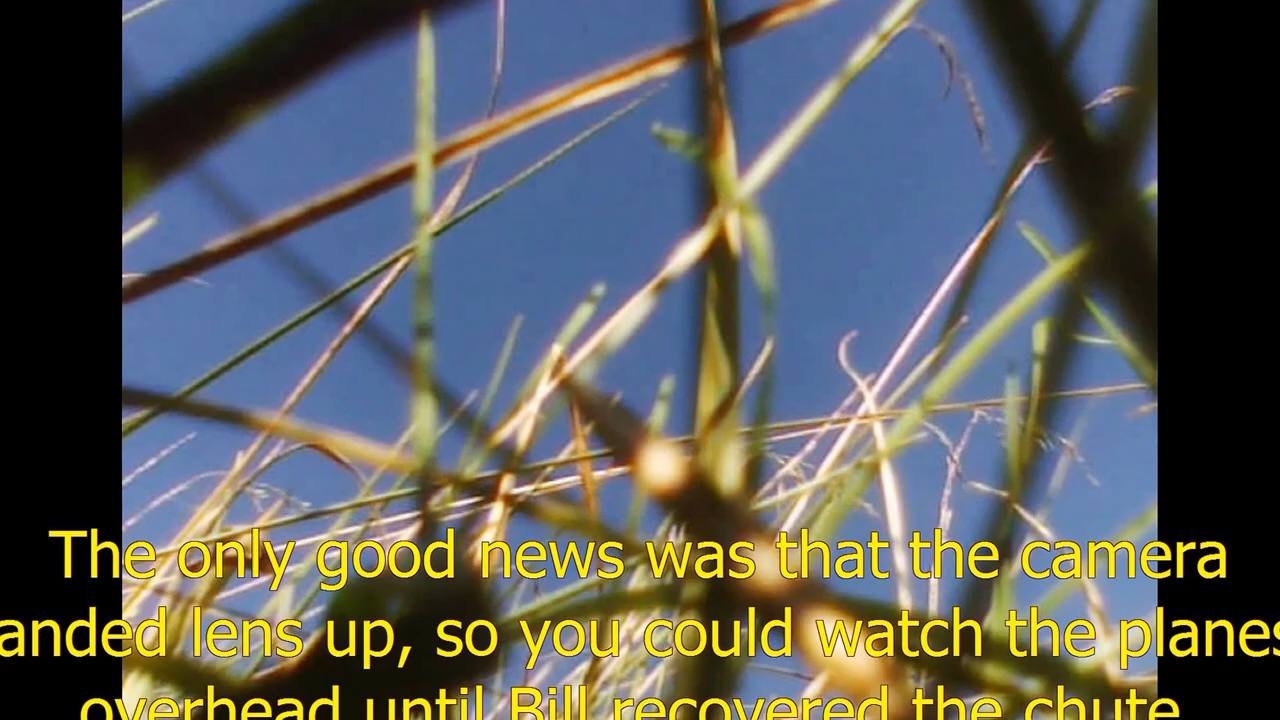 The only good news was that the camera
anded lens up, so you could watch the planes
overhead until Bill recovered the chute